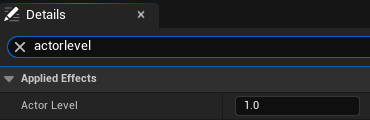 Details
actorlevel
Applied Effects
Actor Level 1.0